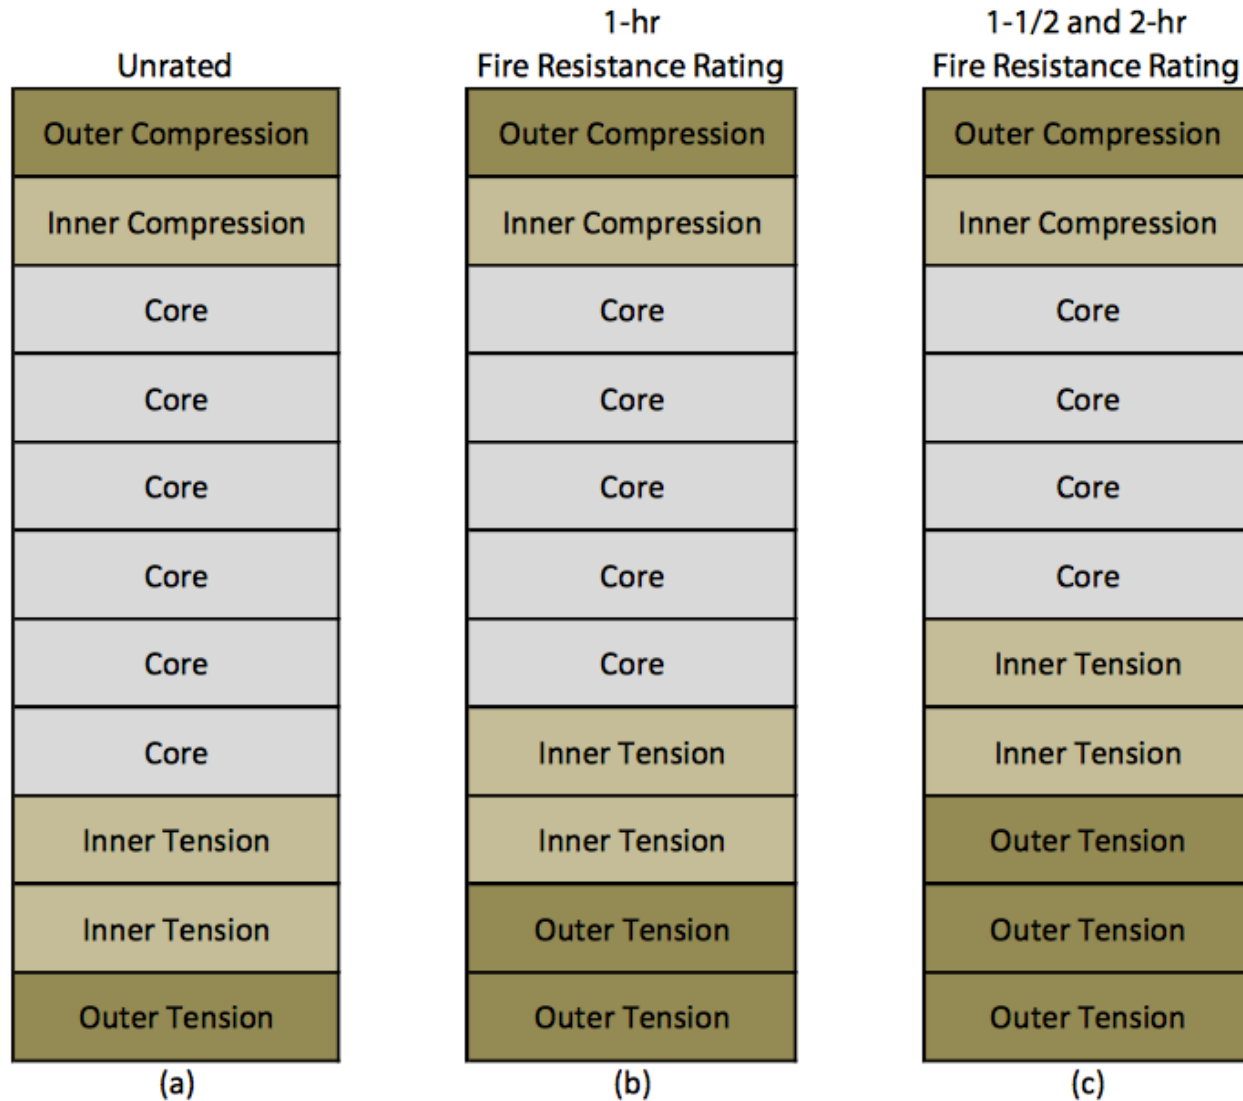 Unrated
Outer Compression
Inner Compression
Core
Core
Core
Core
Core
Core
Inner Tension
Inner Tension
Outer Tension
(a)
1-hr
Fire Resistance Rating
Outer Compression
Inner Compression
Core
Core
Core
Core
Core
Inner Tension
Inner Tension
Outer Tension
Outer Tension
(b)
1-1/2 and 2-hr
Fire Resistance Rating
Outer Compression
Inner Compression
Core
Core
Core
Core
Inner Tension
Inner Tension
Outer Tension
Outer Tension
Outer Tension
(c)